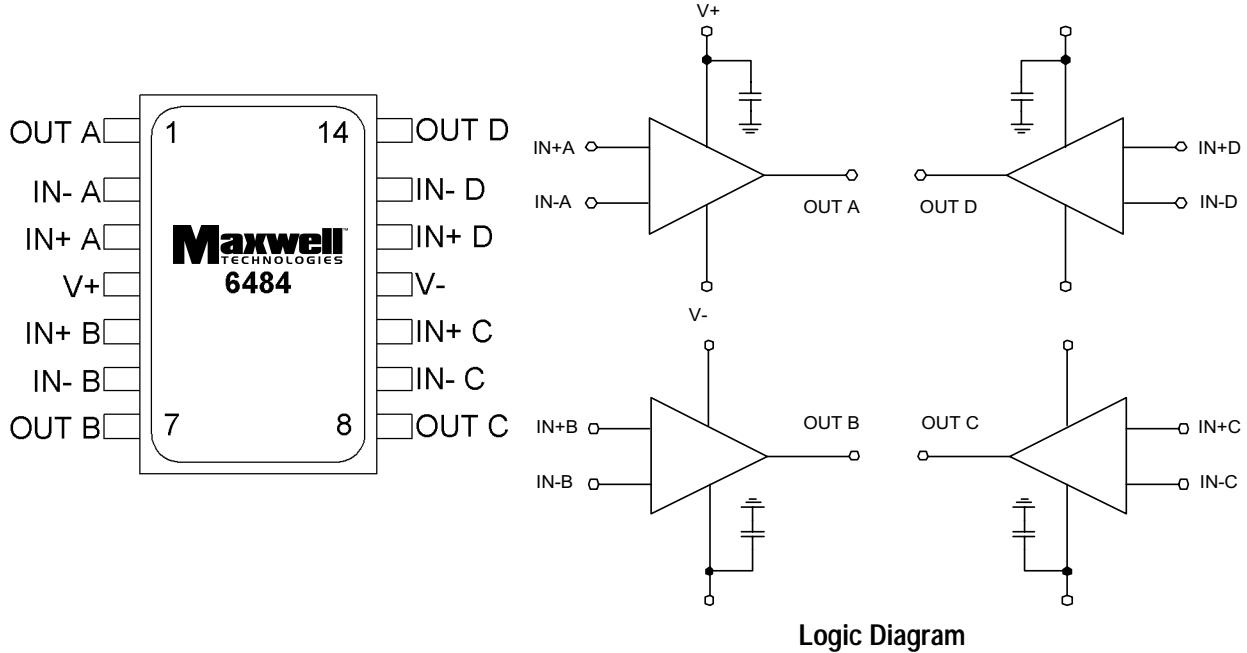 OUT A
1
14
OUT D
IN- A
IN- D
IN+ A
IN+ D
V+
V-
IN+ B
IN+ C
IN- B
IN- C
OUT B
7
8
OUT C
Maxwell™
TECHNOLOGIES
6484
V+
IN+A
IN-A
OUT A
OUT D
IN+D
IN-D
V-
IN+B
IN-B
OUT B
OUT C
IN+C
IN-C
Logic Diagram